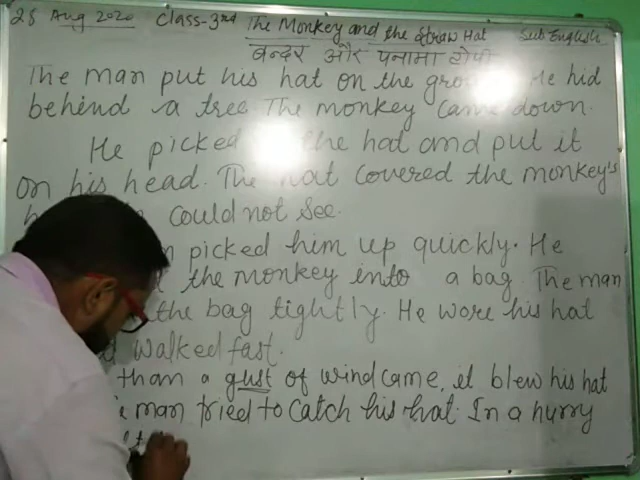 28 Aug 2020 Class-3rd The Monkey and the Straw Hat Sub English
बन्दर और पनामा टोपी
The man put his hat on the He hid
behind a tree. The monkey came down.
He picked the hat and put it
on his head. The hat covered the monkey's
could not see.
picked him up quickly. He
the monkey into a bag. The man
the bag tightly. He wore his hat
walked fast.
than a gust of wind came, it blew his hat
man tried to catch his hat. In a hurry